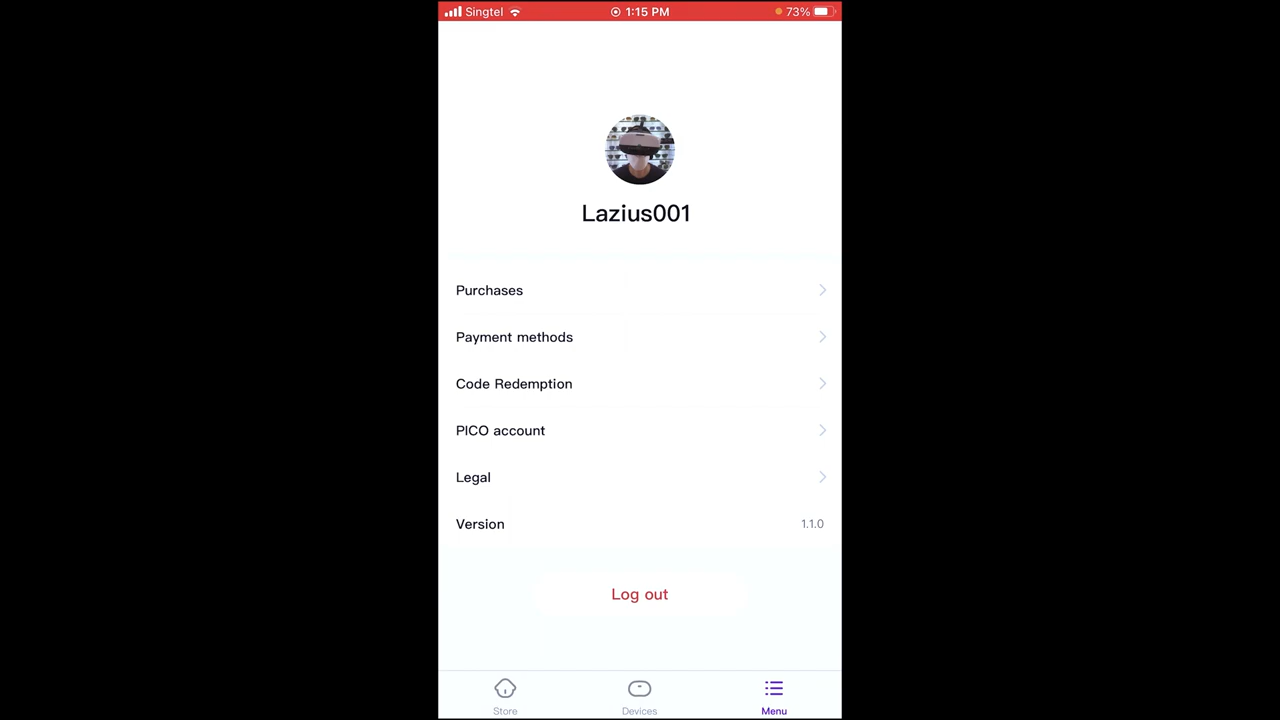 Singtel 1:15 PM 73%
Lazius001
Purchases
Payment methods
Code Redemption
PICO account
Legal
Version 1.1.0
Log out
Store Devices Menu